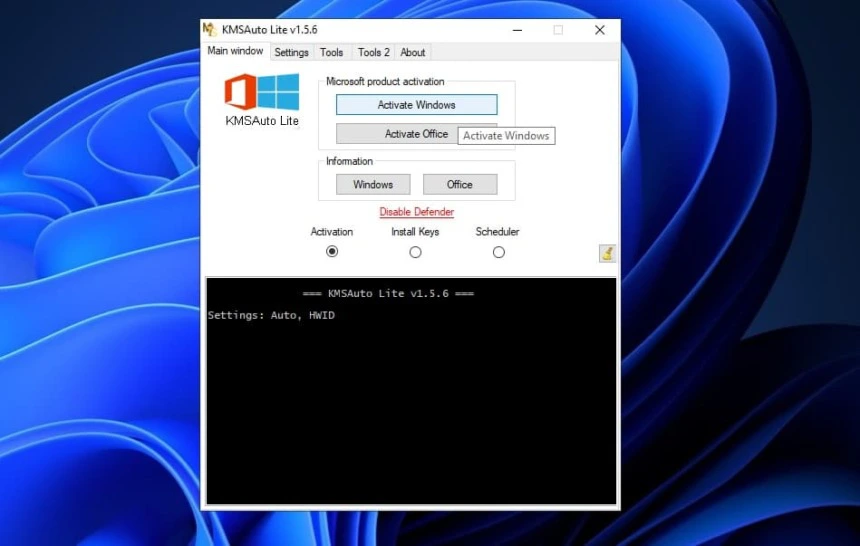 KMSAuto Lite v1.5.6
Main window Settings Tools Tools 2 About
Microsoft product activation
Activate Windows
KMSAuto Lite
Activate Office
Activate Windows
Information
Windows Office
Disable Defender
Activation Install Keys Scheduler
=== KMSAuto Lite v1.5.6 ===
Settings: Auto, HWID